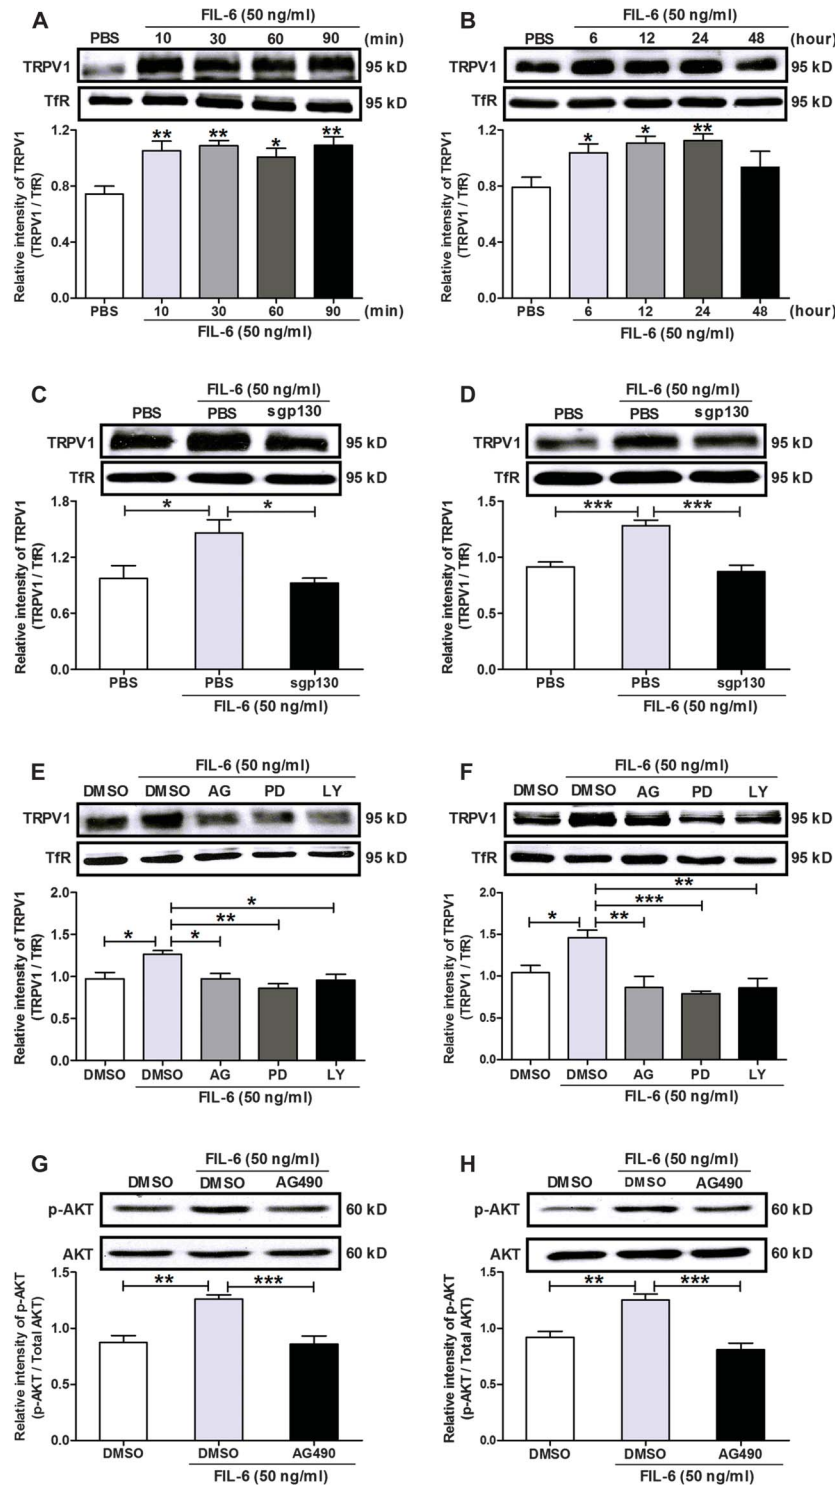 A
FIL-6 (50 ng/ml)
PBS 10 30 60 90 (min)
TRPV1 95 kD
TfR 95 kD
Relative intensity of TRPV1
(TRPV1 / TfR)
1.2
0.8
0.4
0.0
** ** * **
PBS 10 30 60 90 (min)
FIL-6 (50 ng/ml)
B
FIL-6 (50 ng/ml)
PBS 6 12 24 48 (hour)
TRPV1 95 kD
TfR 95 kD
Relative intensity of TRPV1
(TRPV1 / TfR)
1.2
0.8
0.4
0.0
* * **
PBS 6 12 24 48 (hour)
FIL-6 (50 ng/ml)
C
FIL-6 (50 ng/ml)
PBS PBS sgp130
TRPV1 95 kD
TfR 95 kD
Relative intensity of TRPV1
(TRPV1 / TfR)
1.8
1.2
0.6
0.0
* *
PBS PBS sgp130
FIL-6 (50 ng/ml)
D
FIL-6 (50 ng/ml)
PBS PBS sgp130
TRPV1 95 kD
TfR 95 kD
Relative intensity of TRPV1
(TRPV1 / TfR)
1.5
1.0
0.5
0.0
*** ***
PBS PBS sgp130
FIL-6 (50 ng/ml)
E
FIL-6 (50 ng/ml)
DMSO DMSO AG PD LY
TRPV1 95 kD
TfR 95 kD
Relative intensity of TRPV1
(TRPV1 / TfR)
2.0
1.5
1.0
0.5
0.0
*
**
* *
DMSO DMSO AG PD LY
FIL-6 (50 ng/ml)
F
FIL-6 (50 ng/ml)
DMSO DMSO AG PD LY
TRPV1 95 kD
TfR 95 kD
Relative intensity of TRPV1
(TRPV1 / TfR)
2.0
1.5
1.0
0.5
0.0
**
***
* **
DMSO DMSO AG PD LY
FIL-6 (50 ng/ml)
G
FIL-6 (50 ng/ml)
DMSO DMSO AG490
p-AKT 60 kD
AKT 60 kD
Relative intensity of p-AKT
(p-AKT / Total AKT)
1.5
1.0
0.5
0.0
** ***
DMSO DMSO AG490
FIL-6 (50 ng/ml)
H
FIL-6 (50 ng/ml)
DMSO DMSO AG490
p-AKT 60 kD
AKT 60 kD
Relative intensity of p-AKT
(p-AKT / Total AKT)
1.5
1.0
0.5
0.0
** ***
DMSO DMSO AG490
FIL-6 (50 ng/ml)